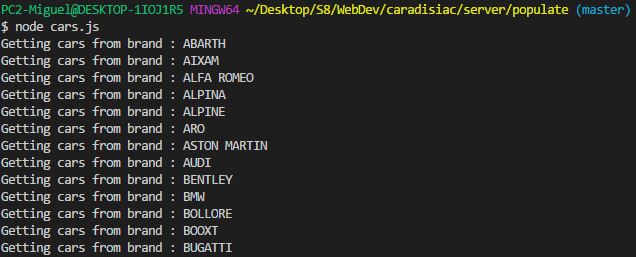 PC2-Miguel@DESKTOP-1IOJ1R5 MINGW64 ~/Desktop/S8/WebDev/caradisiac/server/populate (master)
$ node cars.js
Getting cars from brand : ABARTH
Getting cars from brand : AIXAM
Getting cars from brand : ALFA ROMEO
Getting cars from brand : ALPINA
Getting cars from brand : ALPINE
Getting cars from brand : ARO
Getting cars from brand : ASTON MARTIN
Getting cars from brand : AUDI
Getting cars from brand : BENTLEY
Getting cars from brand : BMW
Getting cars from brand : BOLLORE
Getting cars from brand : BOOXT
Getting cars from brand : BUGATTI